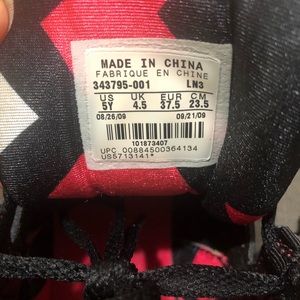 MADE IN CHINA
FABRIQUE EN CHINE
343795-001 LN3
US UK EUR CM
5Y 4.5 37.5 23.5
08/26/09 09/21/09
101873407
UPC 00884500364134
US5713141*